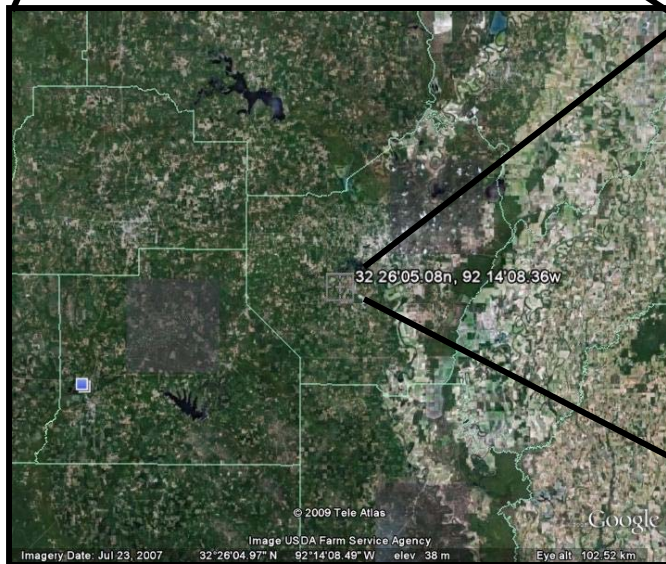 32 26'05.08n, 92 14'08.36w
© 2009 Tele Atlas
Image USDA Farm Service Agency
Google
Imagery Date: Jul 23, 2007 32°26'04.97" N 92°14'08.49" W elev 38 m Eye alt 102.52 km